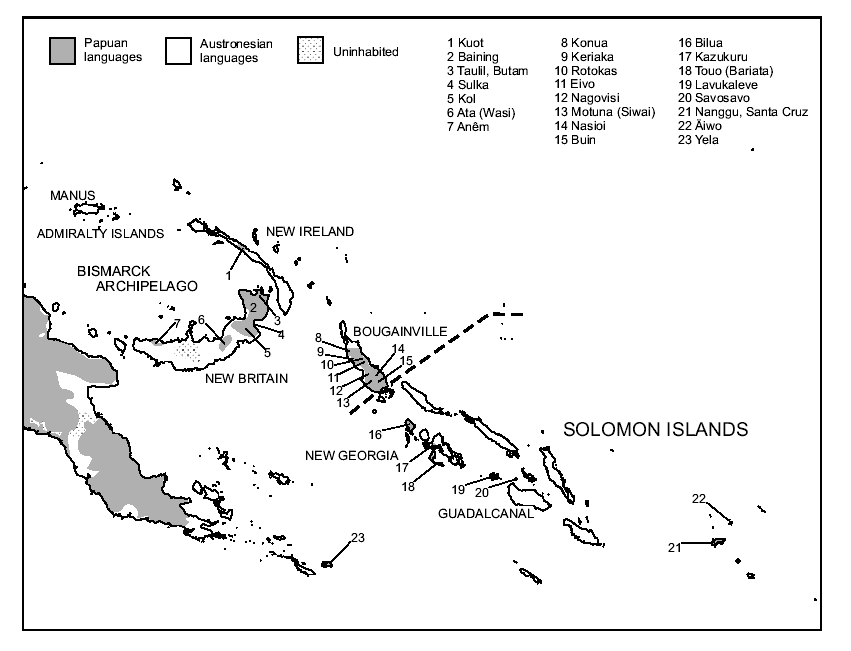 Papuan
languages
Austronesian
languages
Uninhabited
1 Kuot
2 Baining
3 Taulil, Butam
4 Sulka
5 Kol
6 Ata (Wasi)
7 Anêm
8 Konua
9 Keriaka
10 Rotokas
11 Eivo
12 Nagovisi
13 Motuna (Siwai)
14 Nasioi
15 Buin
16 Bilua
17 Kazukuru
18 Touo (Bariata)
19 Lavukaleve
20 Savosavo
21 Nanggu, Santa Cruz
22 Äiwo
23 Yela
MANUS
ADMIRALTY ISLANDS
NEW IRELAND
1
BISMARCK
ARCHIPELAGO
2
3
4
5
6
7
NEW BRITAIN
BOUGAINVILLE
8
9
10
11
12
13
14
15
16
NEW GEORGIA
17
18
19
20
GUADALCANAL
SOLOMON ISLANDS
22
21
23